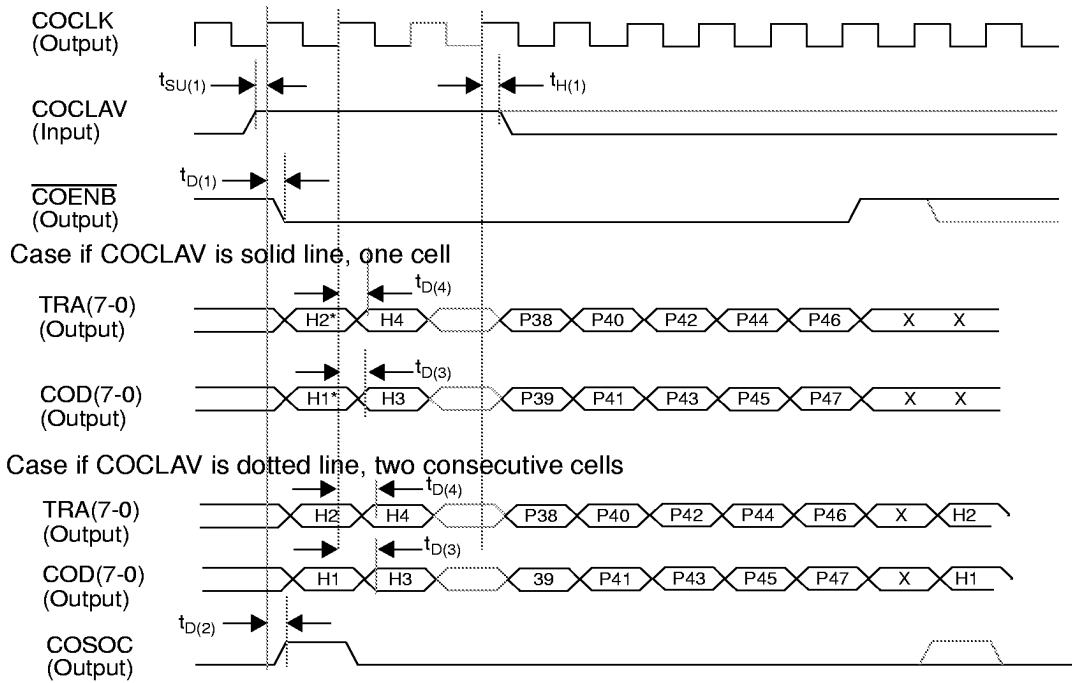 COCLK
(Output)
tSU(1)
tH(1)
COCLAV
(Input)
tD(1)
COENB
(Output)
Case if COCLAV is solid line, one cell
tD(4)
TRA(7-0)
(Output)
H2* H4 P38 P40 P42 P44 P46 X X
tD(3)
COD(7-0)
(Output)
H1* H3 P39 P41 P43 P45 P47 X X
Case if COCLAV is dotted line, two consecutive cells
tD(4)
TRA(7-0)
(Output)
H2 H4 P38 P40 P42 P44 P46 X H2
tD(3)
COD(7-0)
(Output)
H1 H3 39 P41 P43 P45 P47 X H1
tD(2)
COSOC
(Output)